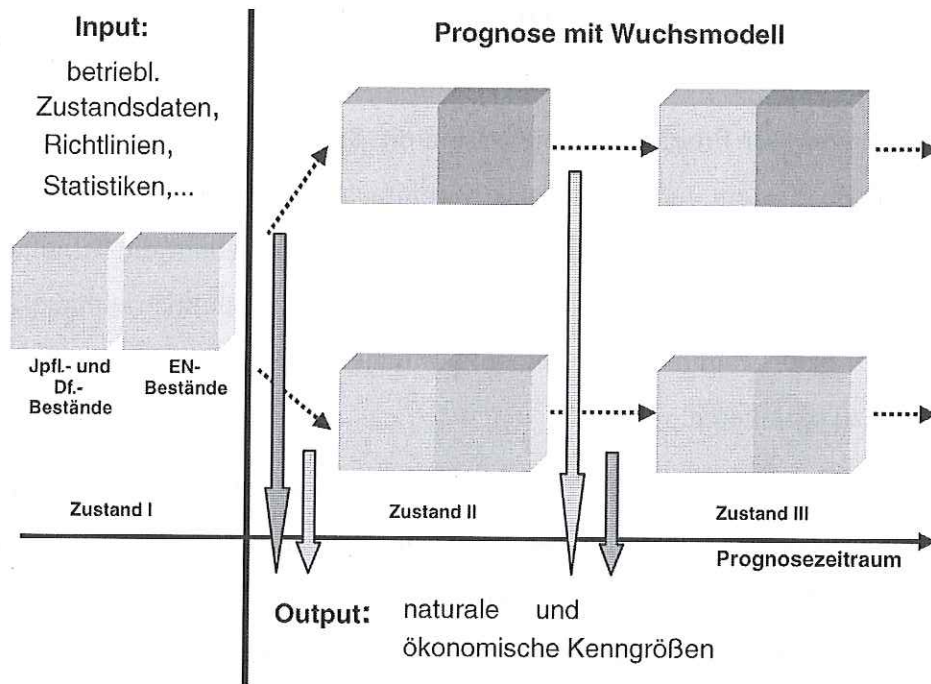 Input:
betriebl.
Zustandsdaten,
Richtlinien,
Statistiken,...
Prognose mit Wuchsmodell
Jpfl.- und
Df.-
Bestände
EN-
Bestände
Zustand I
Zustand II
Zustand III
Prognosezeitraum
Output: naturale und
ökonomische Kenngrößen